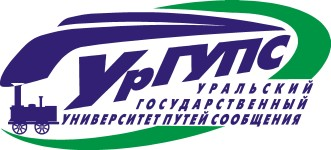 УрГУПС
УРАЛЬСКИЙ
ГОСУДАРСТВЕННЫЙ
УНИВЕРСИТЕТ ПУТЕЙ СООБЩЕНИЯ